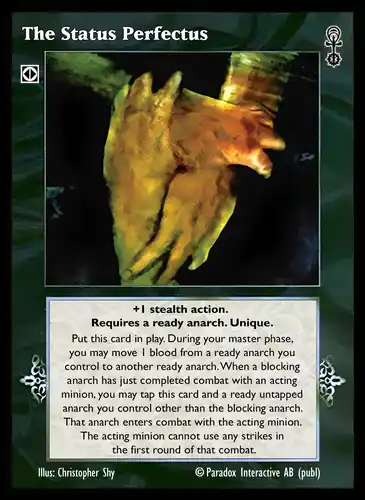 The Status Perfectus
+1 stealth action.
Requires a ready anarch. Unique.
Put this card in play. During your master phase,
you may move 1 blood from a ready anarch you
control to another ready anarch. When a blocking
anarch has just completed combat with an acting
minion, you may tap this card and a ready untapped
anarch you control other than the blocking anarch.
That anarch enters combat with the acting minion.
The acting minion cannot use any strikes in
the first round of that combat.
Illus: Christopher Shy
© Paradox Interactive AB (publ)